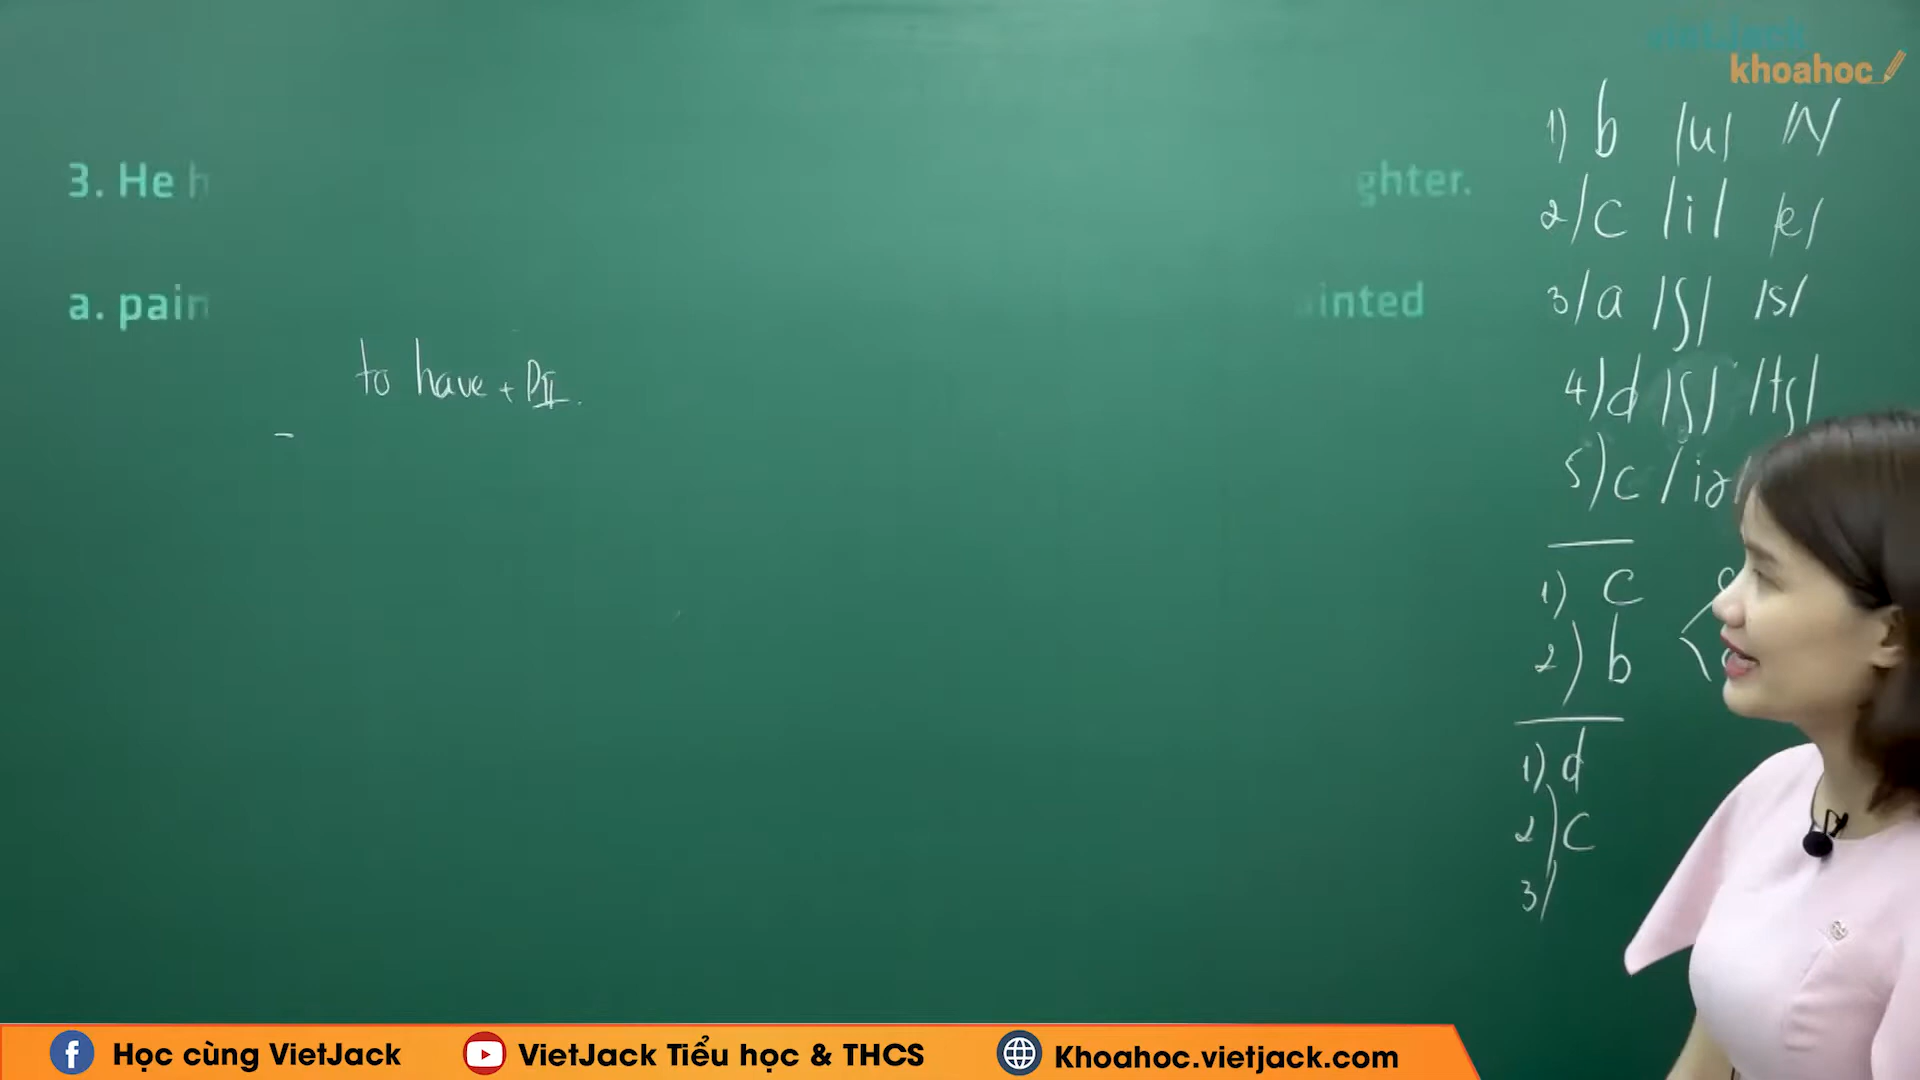 vietJack
khoahoc
3. He h ghter.
a. pain inted
to have + PII.
-
1) b /u/ /ʌ/
2/ c /i/ /e/
3/ a /ʃ/ /s/
4) d /ʃ/ /tʃ/
5) c /iə/
1) c
2) b
1) d
2) c
3/
Học cùng VietJack
VietJack Tiểu học & THCS
Khoahoc.vietjack.com